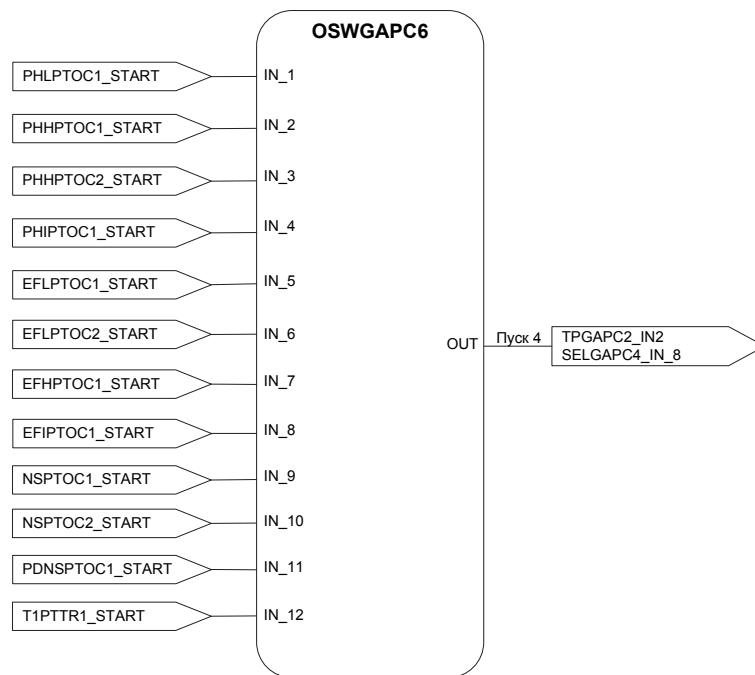 OSWGAPC6
PHLPTOC1_START
IN_1
PHHPTOC1_START
IN_2
PHHPTOC2_START
IN_3
PHIPTOC1_START
IN_4
EFLPTOC1_START
IN_5
EFLPTOC2_START
IN_6
EFHPTOC1_START
IN_7
EFIPTOC1_START
IN_8
NSPTOC1_START
IN_9
NSPTOC2_START
IN_10
PDNSPTOC1_START
IN_11
T1PTTR1_START
IN_12
OUT
Пуск 4
TPGAPC2_IN2
SELGAPC4_IN_8